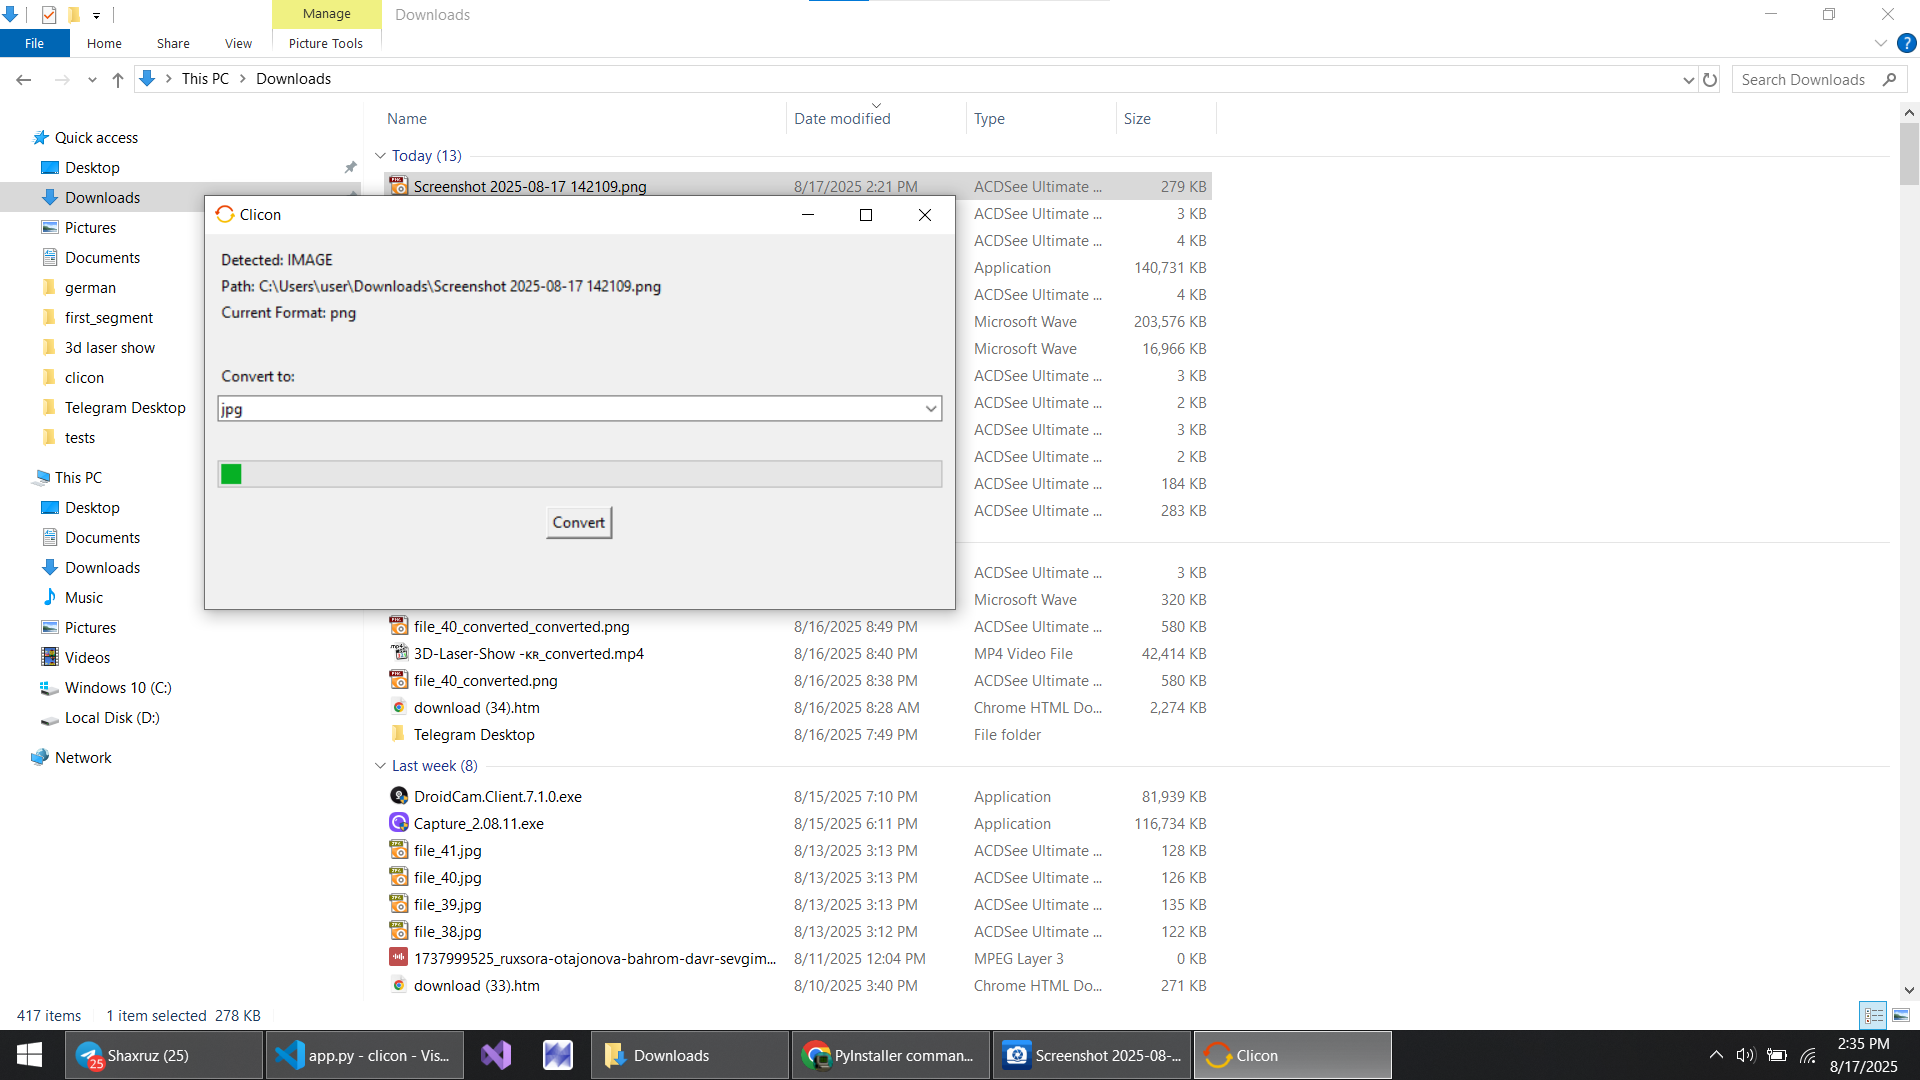 Manage
Downloads
File
Home
Share
View
Picture Tools
This PC
Downloads
Search Downloads
Name
Date modified
Type
Size
Quick access
Desktop
Downloads
Pictures
Documents
german
first_segment
3d laser show
clicon
Telegram Desktop
tests
This PC
Desktop
Documents
Downloads
Music
Pictures
Videos
Windows 10 (C:)
Local Disk (D:)
Network
Today (13)
Screenshot 2025-08-17 142109.png 8/17/2025 2:21 PM ACDSee Ultimate ... 279 KB
ACDSee Ultimate ... 3 KB
ACDSee Ultimate ... 4 KB
Application 140,731 KB
ACDSee Ultimate ... 4 KB
Microsoft Wave 203,576 KB
Microsoft Wave 16,966 KB
ACDSee Ultimate ... 3 KB
ACDSee Ultimate ... 2 KB
ACDSee Ultimate ... 3 KB
ACDSee Ultimate ... 2 KB
ACDSee Ultimate ... 184 KB
ACDSee Ultimate ... 283 KB
ACDSee Ultimate ... 3 KB
Microsoft Wave 320 KB
Clicon
Detected: IMAGE
Path: C:\Users\user\Downloads\Screenshot 2025-08-17 142109.png
Current Format: png
Convert to:
jpg
Convert
file_40_converted_converted.png 8/16/2025 8:49 PM ACDSee Ultimate ... 580 KB
3D-Laser-Show -ᴋʀ_converted.mp4 8/16/2025 8:40 PM MP4 Video File 42,414 KB
file_40_converted.png 8/16/2025 8:38 PM ACDSee Ultimate ... 580 KB
download (34).htm 8/16/2025 8:28 AM Chrome HTML Do... 2,274 KB
Telegram Desktop 8/16/2025 7:49 PM File folder
Last week (8)
DroidCam.Client.7.1.0.exe 8/15/2025 7:10 PM Application 81,939 KB
Capture_2.08.11.exe 8/15/2025 6:11 PM Application 116,734 KB
file_41.jpg 8/13/2025 3:13 PM ACDSee Ultimate ... 128 KB
file_40.jpg 8/13/2025 3:13 PM ACDSee Ultimate ... 126 KB
file_39.jpg 8/13/2025 3:13 PM ACDSee Ultimate ... 135 KB
file_38.jpg 8/13/2025 3:12 PM ACDSee Ultimate ... 122 KB
1737999525_ruxsora-otajonova-bahrom-davr-sevgim... 8/11/2025 12:04 PM MPEG Layer 3 0 KB
download (33).htm 8/10/2025 3:40 PM Chrome HTML Do... 271 KB
417 items
1 item selected 278 KB
25
Shaxruz (25)
app.py - clicon - Vis...
Downloads
PyInstaller comman...
Screenshot 2025-08-...
Clicon
2:35 PM
8/17/2025